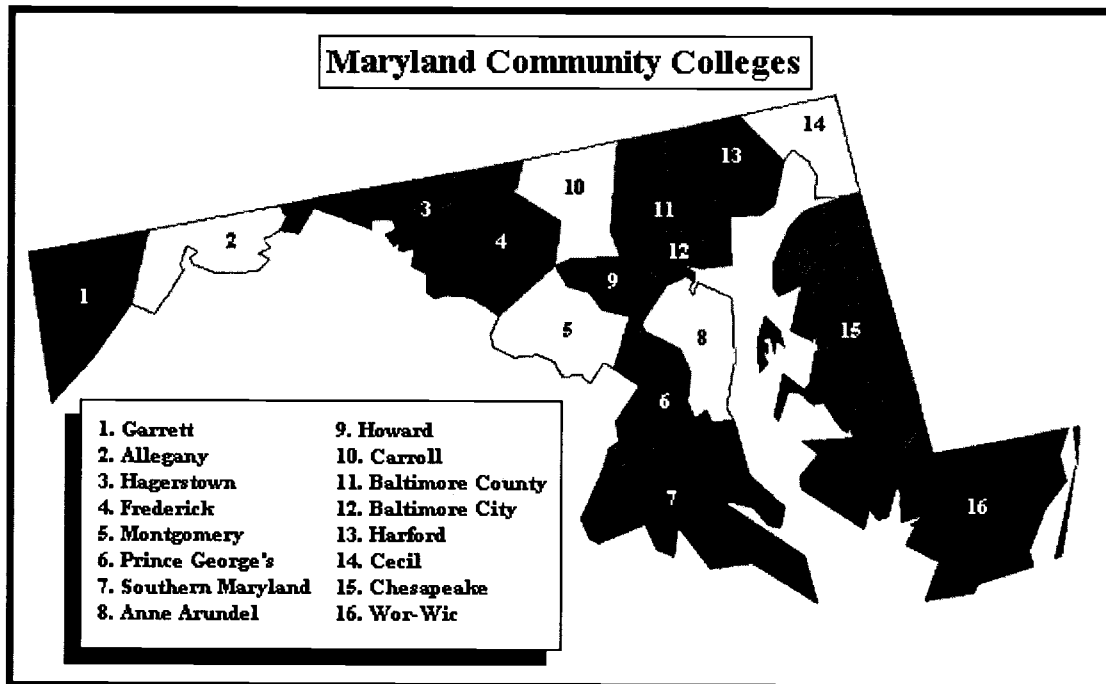 Maryland Community Colleges
14
13
10
3
11
2
4
12
9
1
5
8
15
6
7
16
1. Garrett
2. Allegany
3. Hagerstown
4. Frederick
5. Montgomery
6. Prince George's
7. Southern Maryland
8. Anne Arundel
9. Howard
10. Carroll
11. Baltimore County
12. Baltimore City
13. Harford
14. Cecil
15. Chesapeake
16. Wor-Wic